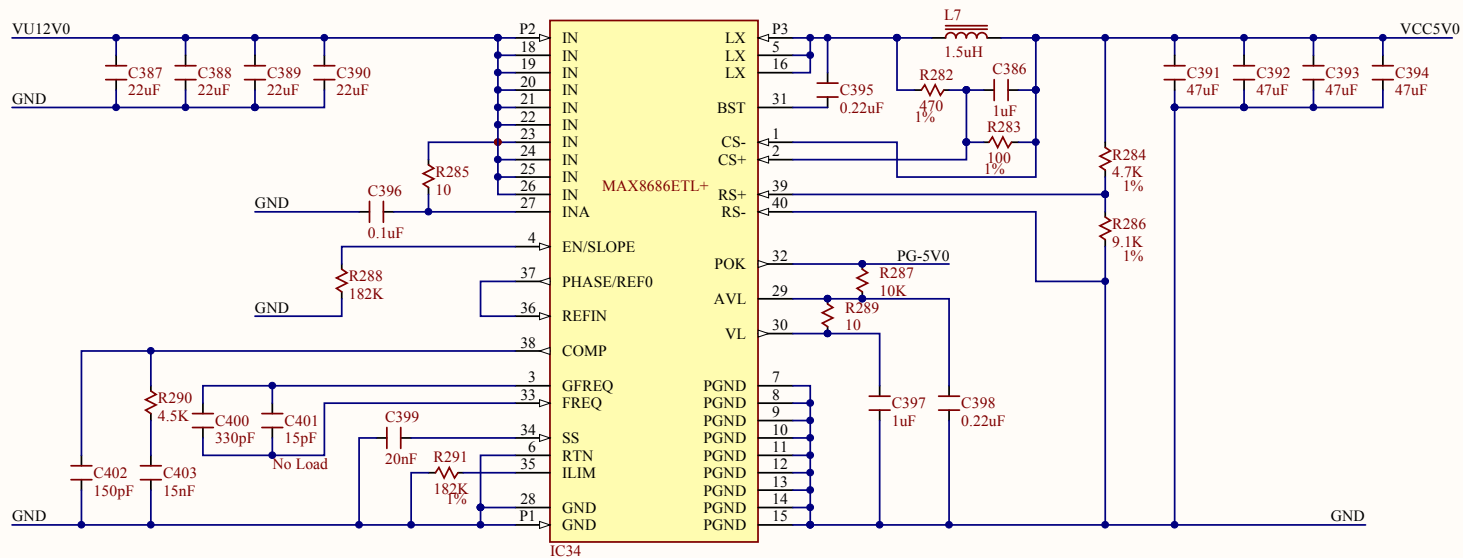 VU12V0
C387
22uF
C388
22uF
C389
22uF
C390
22uF
GND
P2
18
19
20
21
22
23
24
25
26
27
IN
IN
IN
IN
IN
IN
IN
IN
IN
IN
INA
R285
10
GND
C396
0.1uF
4
EN/SLOPE
R288
182K
GND
37
PHASE/REF0
36
REFIN
38
COMP
3
GFREQ
33
FREQ
R290
4.5K
C400
330pF
C401
15pF
No Load
C399
20nF
34
SS
6
RTN
35
ILIM
R291
182K
1%
C402
150pF
C403
15nF
28
GND
P1
GND
GND
IC34
MAX8686ETL+
LX
P3
LX
5
LX
16
BST
31
CS-
1
CS+
2
RS+
39
RS-
40
POK
32
PG-5V0
AVL
29
VL
30
PGND
7
PGND
8
PGND
9
PGND
10
PGND
11
PGND
12
PGND
13
PGND
14
PGND
15
L7
1.5uH
C395
0.22uF
R282
470
1%
C386
1uF
R283
100
1%
VCC5V0
C391
47uF
C392
47uF
C393
47uF
C394
47uF
R284
4.7K
1%
R286
9.1K
1%
R287
10K
R289
10
C397
1uF
C398
0.22uF
GND